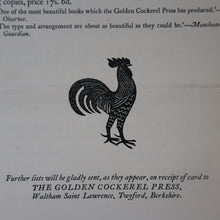 g copies, price 17s. 6d.
One of the most beautiful books which the Golden Cockerel Press has produced.'—
Observer.
The type and arrangement are about as beautiful as they could be.'—Manchester
Guardian.
Further lists will be gladly sent, as they appear, on receipt of card to
THE GOLDEN COCKEREL PRESS,
Waltham Saint Lawrence, Twyford, Berkshire.